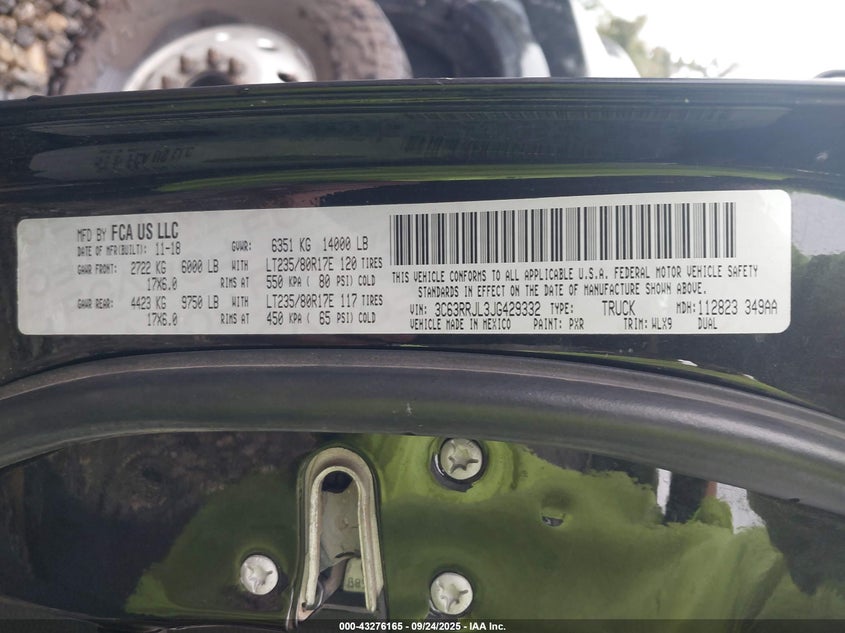 MFD BY FCA US LLC
DATE OF MFR(BUILT): 11-18 GVWR: 6351 KG 14000 LB
GAWR FRONT: 2722 KG 6000 LB WITH LT235/80R17E 120 TIRES
17X6.0 RIMS AT 550 KPA ( 80 PSI) COLD
GAWR REAR: 4423 KG 9750 LB WITH LT235/80R17E 117 TIRES
17X6.0 RIMS AT 450 KPA ( 65 PSI) COLD
THIS VEHICLE CONFORMS TO ALL APPLICABLE U.S.A. FEDERAL MOTOR VEHICLE SAFETY
STANDARDS IN EFFECT ON THE DATE OF MANUFACTURE SHOWN ABOVE.
VIN: 3C63RRJL3JG429332 TYPE: TRUCK MDH: 112823 349AA
VEHICLE MADE IN MEXICO PAINT: PXR TRIM: WLX9 DUAL
000-43276165 - 09/24/2025 - IAA Inc.